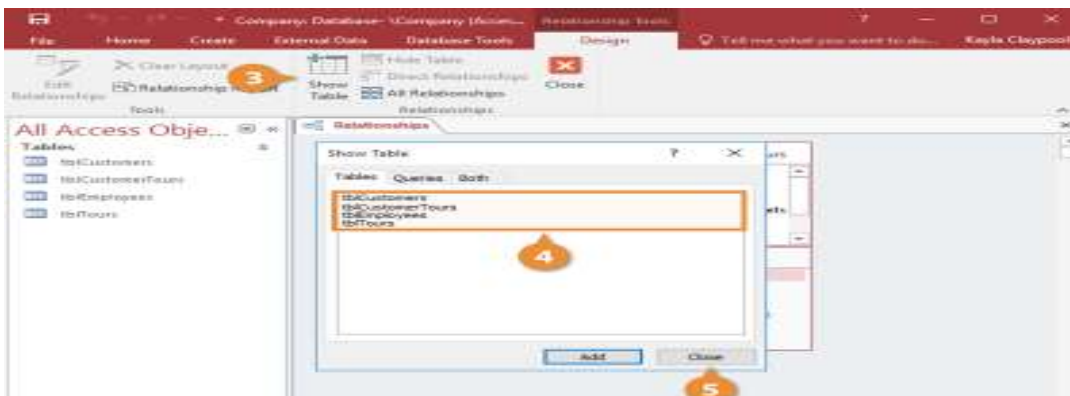 Company: Database- \Company (Acces... Relationship Tools ?
File Home Create External Data Database Tools Design Tell me what you want to do... Kayla Claypool
Clear Layout Hide Table
3
Edit Relationships Relationship Show Table Direct Relationships Close
All Relationships
Tools Relationships
All Access Obje... « Relationships
Tables
tblCustomers
tblCustomerTours
tblEmployees
tblTours
Show Table ?
Tables Queries Both
tblCustomers
tblCustomerTours
tblEmployees
tblTours
4
Add Close
5